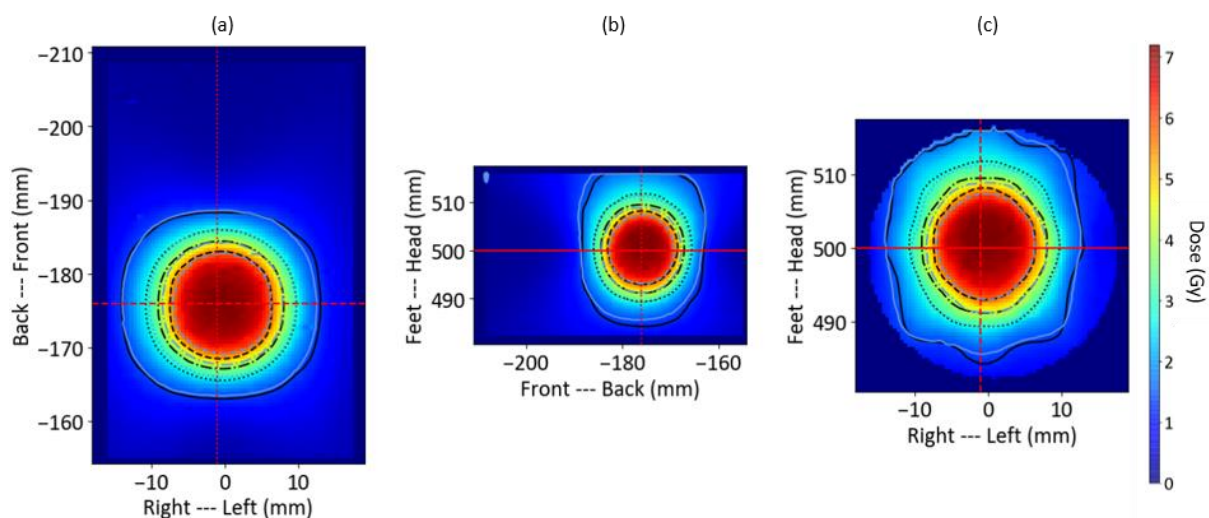 (a)
(b)
(c)
−210
−200
−190
−180
−170
−160
Back --- Front (mm)
−10
0
10
Right --- Left (mm)
510
500
490
Feet --- Head (mm)
−200
−180
−160
Front --- Back (mm)
510
500
490
Feet --- Head (mm)
−10
0
10
Right --- Left (mm)
7
6
5
4
3
2
1
0
Dose (Gy)